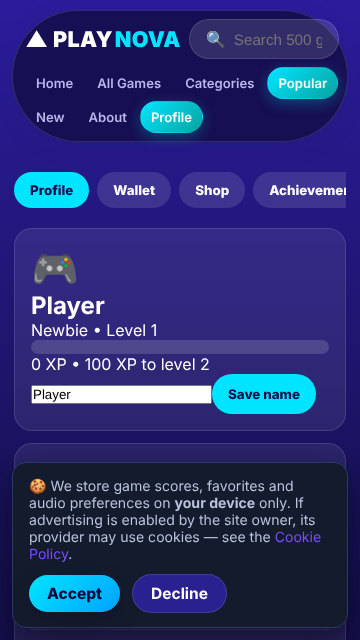 PLAYNOVA
Search 500 g
Home All Games Categories Popular
New About Profile
Profile Wallet Shop Achievemen
Player
Newbie • Level 1
0 XP • 100 XP to level 2
Player Save name
We store game scores, favorites and
audio preferences on your device only. If
advertising is enabled by the site owner, its
provider may use cookies — see the Cookie
Policy.
Accept Decline